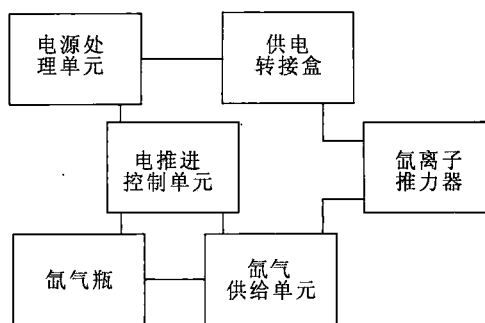 电源处
理单元
供电
转接盒
电推进
控制单元
氙离子
推力器
氙气瓶
氙气
供给单元